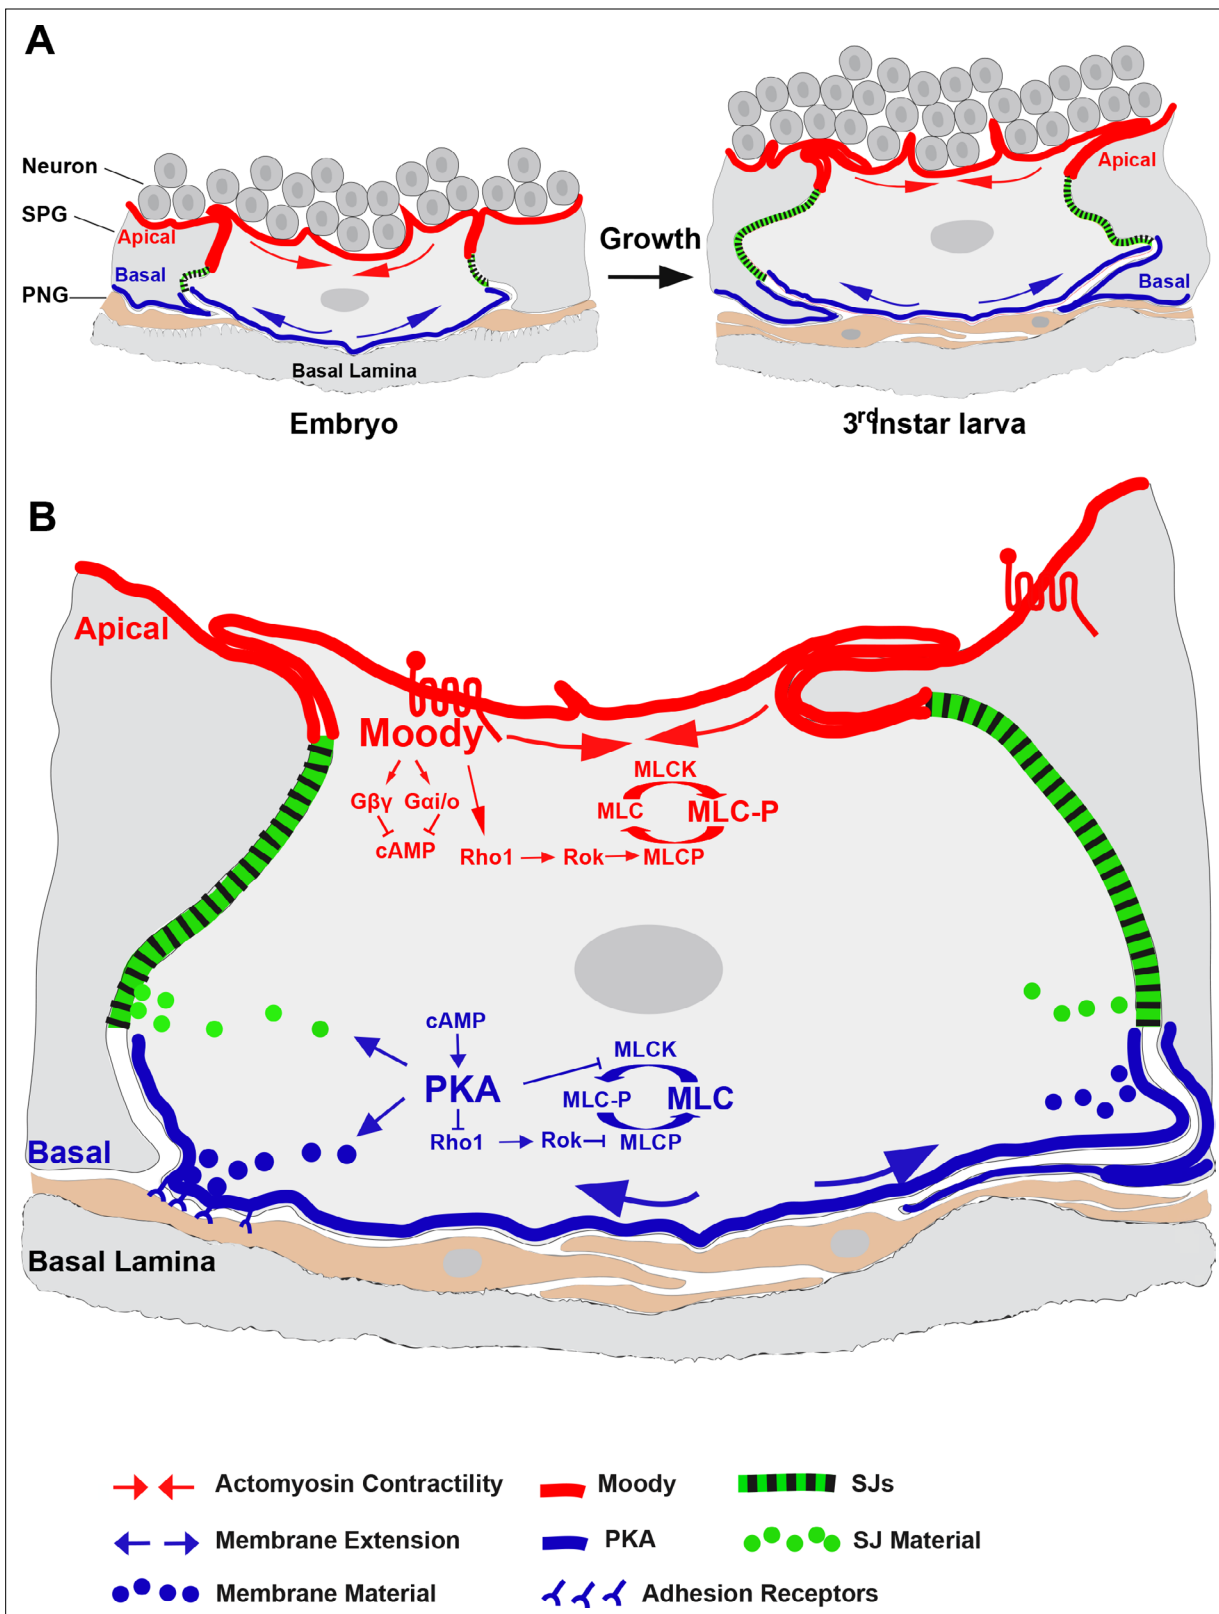 A
Neuron
SPG
Apical
Basal
PNG
Basal Lamina
Embryo
Growth
Apical
Basal
3rd Instar larva
B
Apical
Moody
Gβγ
Gαi/o
cAMP
Rho1
Rok
MLCP
MLCK
MLC
MLC-P
cAMP
PKA
Rho1
Rok
MLCP
MLCK
MLC-P
MLC
Basal
Basal Lamina
Actomyosin Contractility
Moody
SJs
Membrane Extension
PKA
SJ Material
Membrane Material
Adhesion Receptors